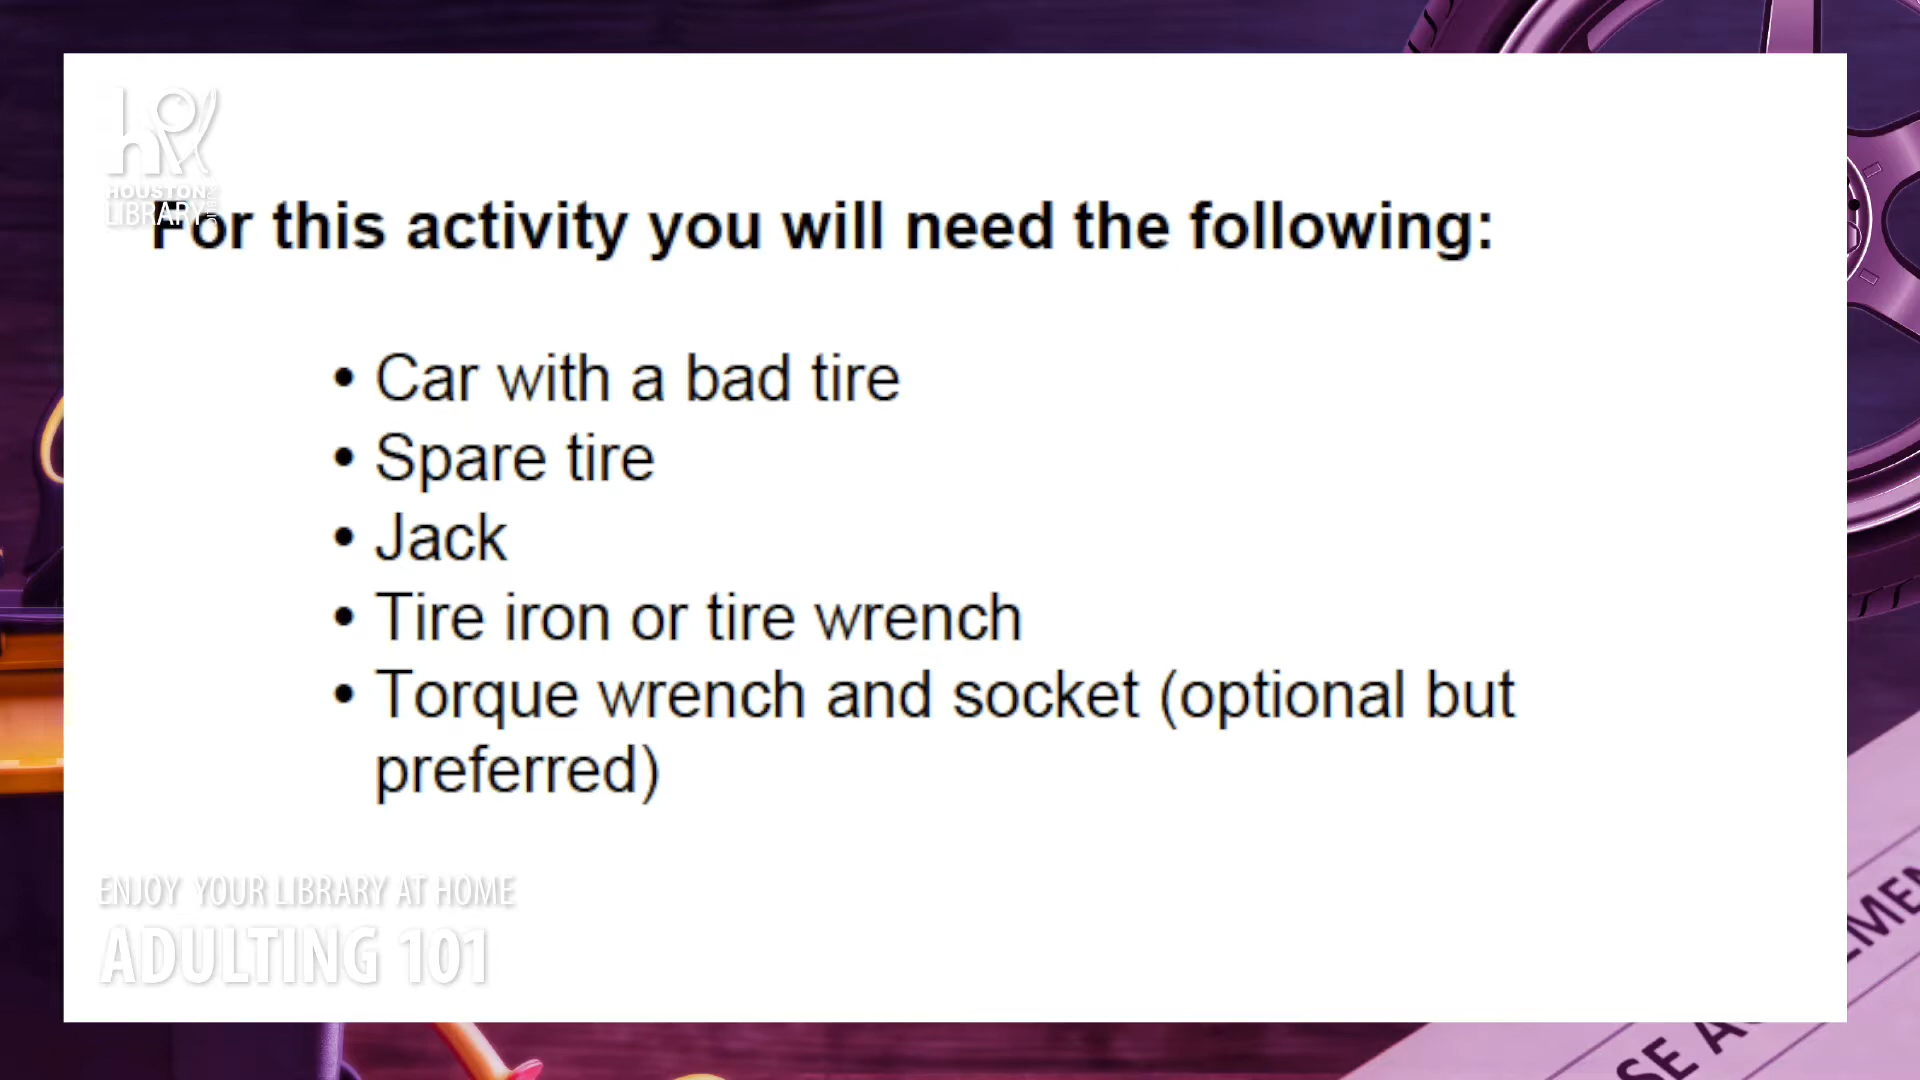 HOUSTON
PUBLIC
LIBRARY
For this activity you will need the following:
• Car with a bad tire
• Spare tire
• Jack
• Tire iron or tire wrench
• Torque wrench and socket (optional but
preferred)
ENJOY YOUR LIBRARY AT HOME
ADULTING 101